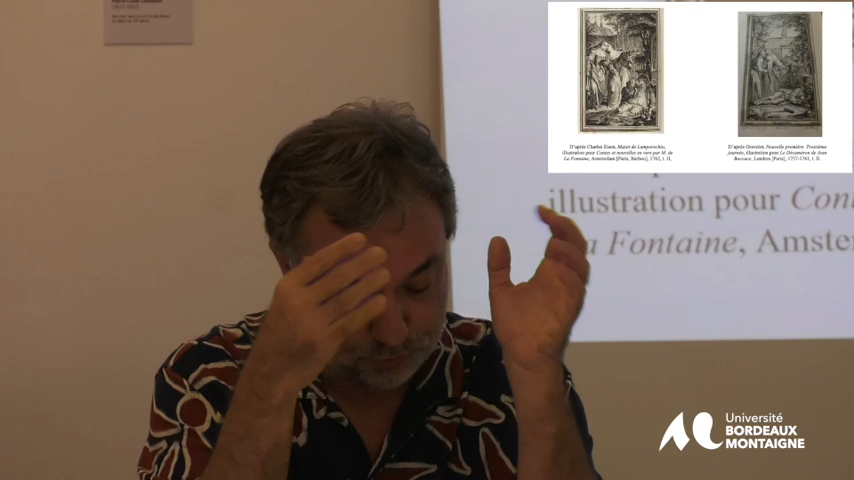 D'après Charles Eisen, Mazet de Lamporechio,
illustration pour Contes et nouvelles en vers par M. de
La Fontaine, Amsterdam [Paris, Barbou], 1762, t. II,
D'après Gravelot, Nouvelle première. Troisième
journée, illustration pour Le Décaméron de Jean
Boccace, Londres [Paris], 1757-1761, t. II.
illustration pour Cont
La Fontaine, Amster
Université
BORDEAUX
MONTAIGNE